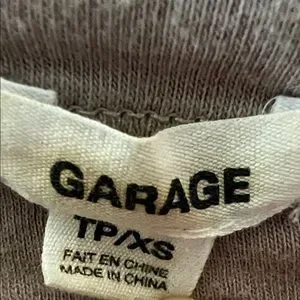 GARAGE
TP/XS
FAIT EN CHINE
MADE IN CHINA